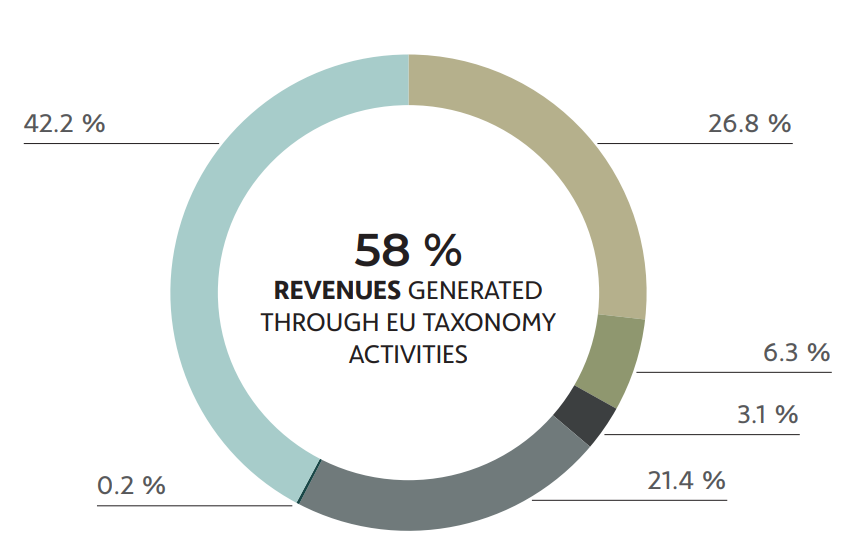 42.2 %
26.8 %
58 %
REVENUES GENERATED
THROUGH EU TAXONOMY
ACTIVITIES
6.3 %
3.1 %
21.4 %
0.2 %